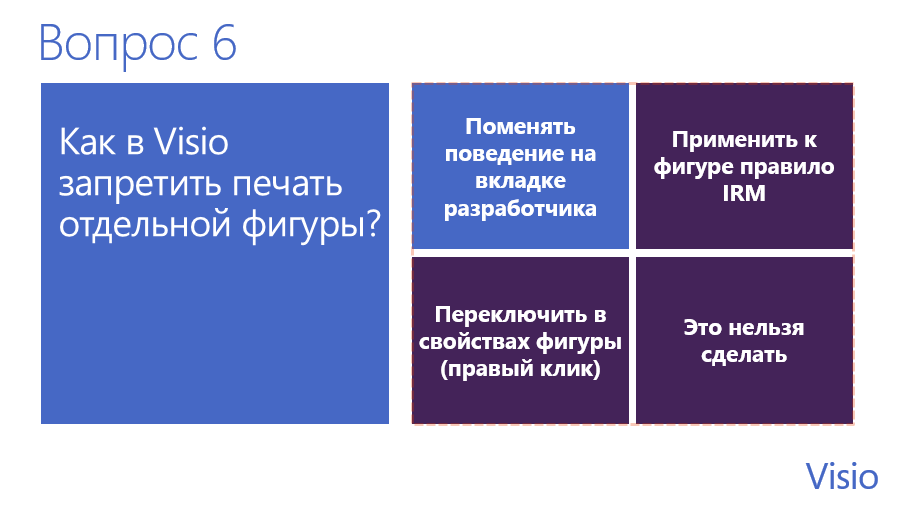 Вопрос 6
Как в Visio
запретить печать
отдельной фигуры?
Поменять
поведение на
вкладке
разработчика
Применить к
фигуре правило
IRM
Переключить в
свойствах фигуры
(правый клик)
Это нельзя
сделать
Visio